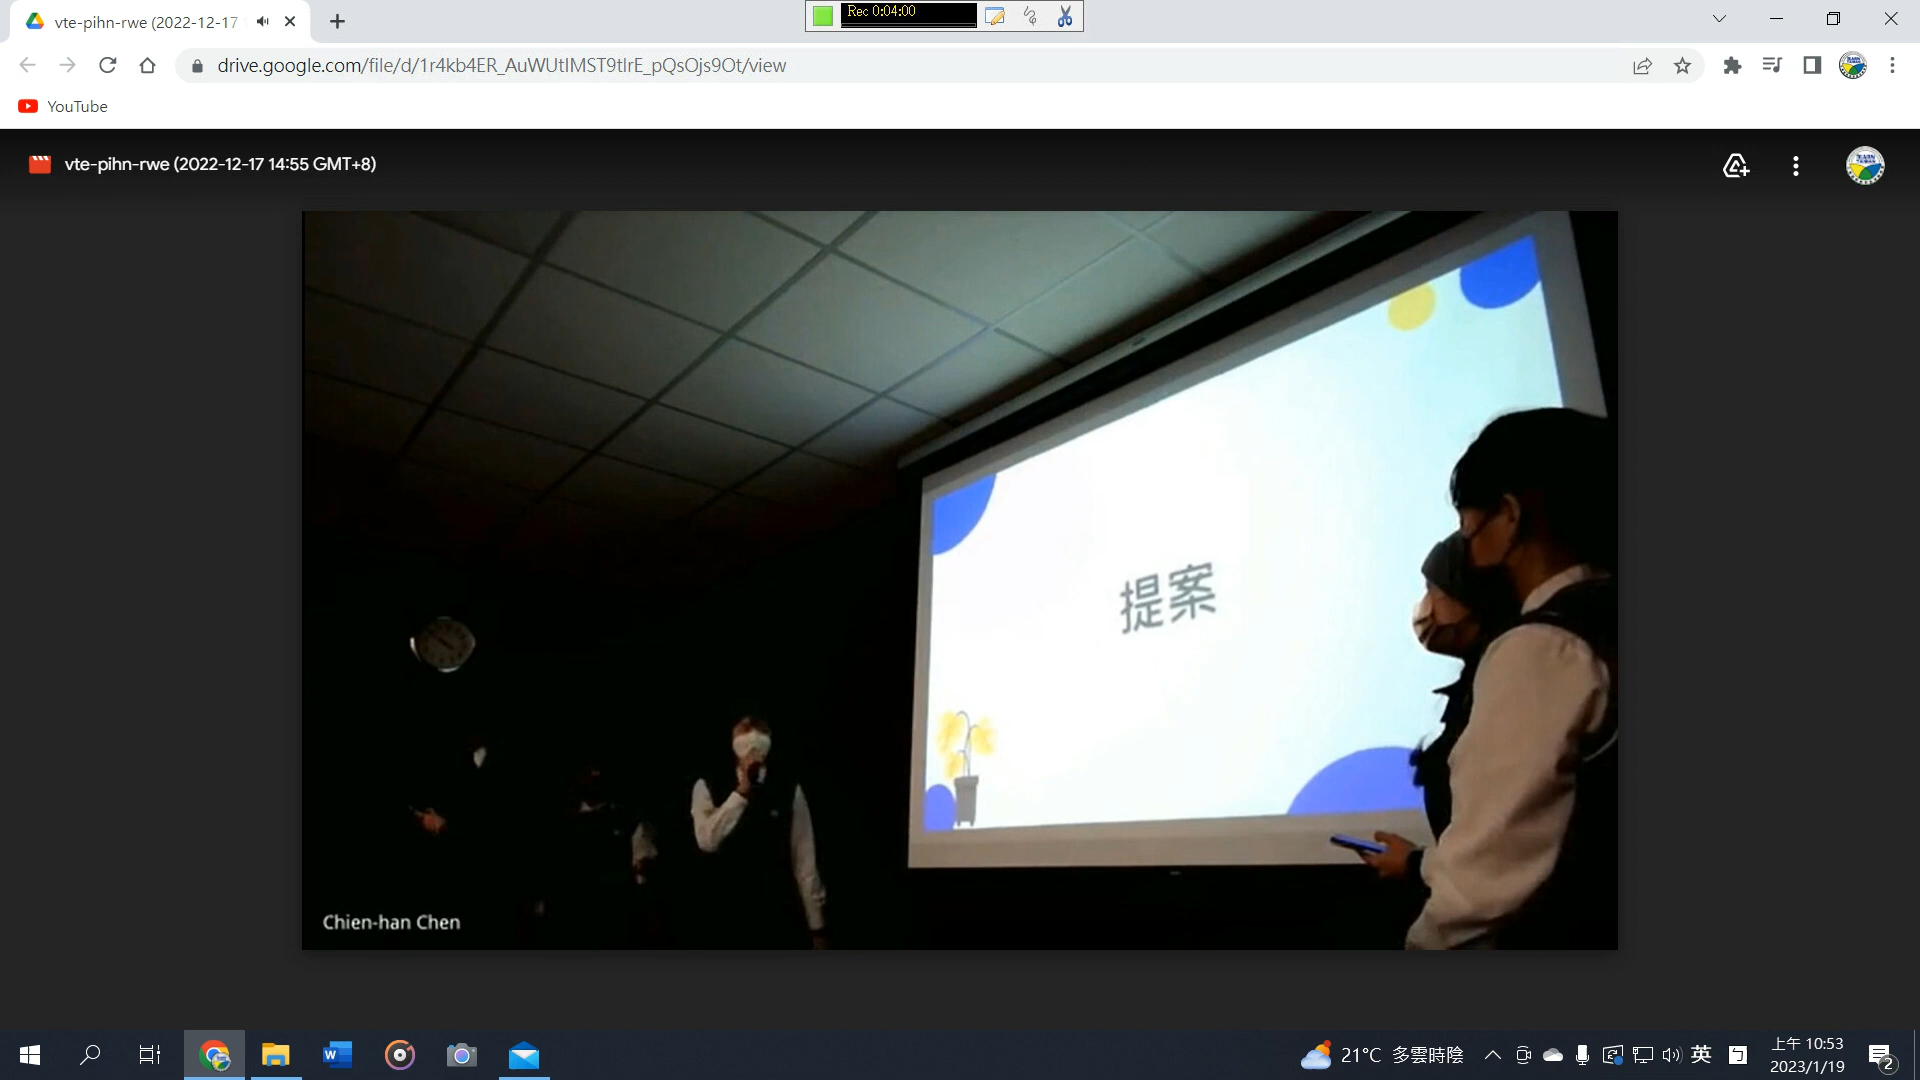 vte-pihn-rwe (2022-12-17
Rec 0:04:00
drive.google.com/file/d/1r4kb4ER_AuWUtIMST9tlrE_pQsOjs9Ot/view
YouTube
vte-pihn-rwe (2022-12-17 14:55 GMT+8)
提案
Chien-han Chen
21°C 多雲時陰
英
上午 10:53
2023/1/19
2